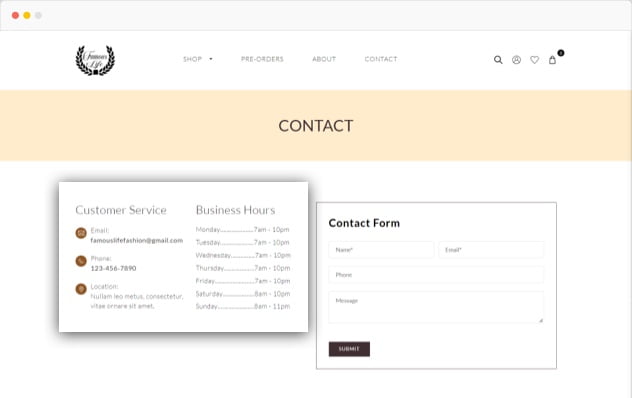 Famous
Life
SHOP
PRE-ORDERS
ABOUT
CONTACT
CONTACT
Customer Service
Email:
famouslifefashion@gmail.com
Phone:
123-456-7890
Location:
Nullam leo metus, consectetur,
vitae ornare sit amet,
Business Hours
Monday......................7am - 10pm
Tuesday.....................7am - 10pm
Wednesday................7am - 10pm
Thursday...................7am - 10pm
Friday.........................7am - 10pm
Saturday....................8am - 10pm
Sunday.......................8am - 11pm
Contact Form
Name*
Email*
Phone
Message
SUBMIT